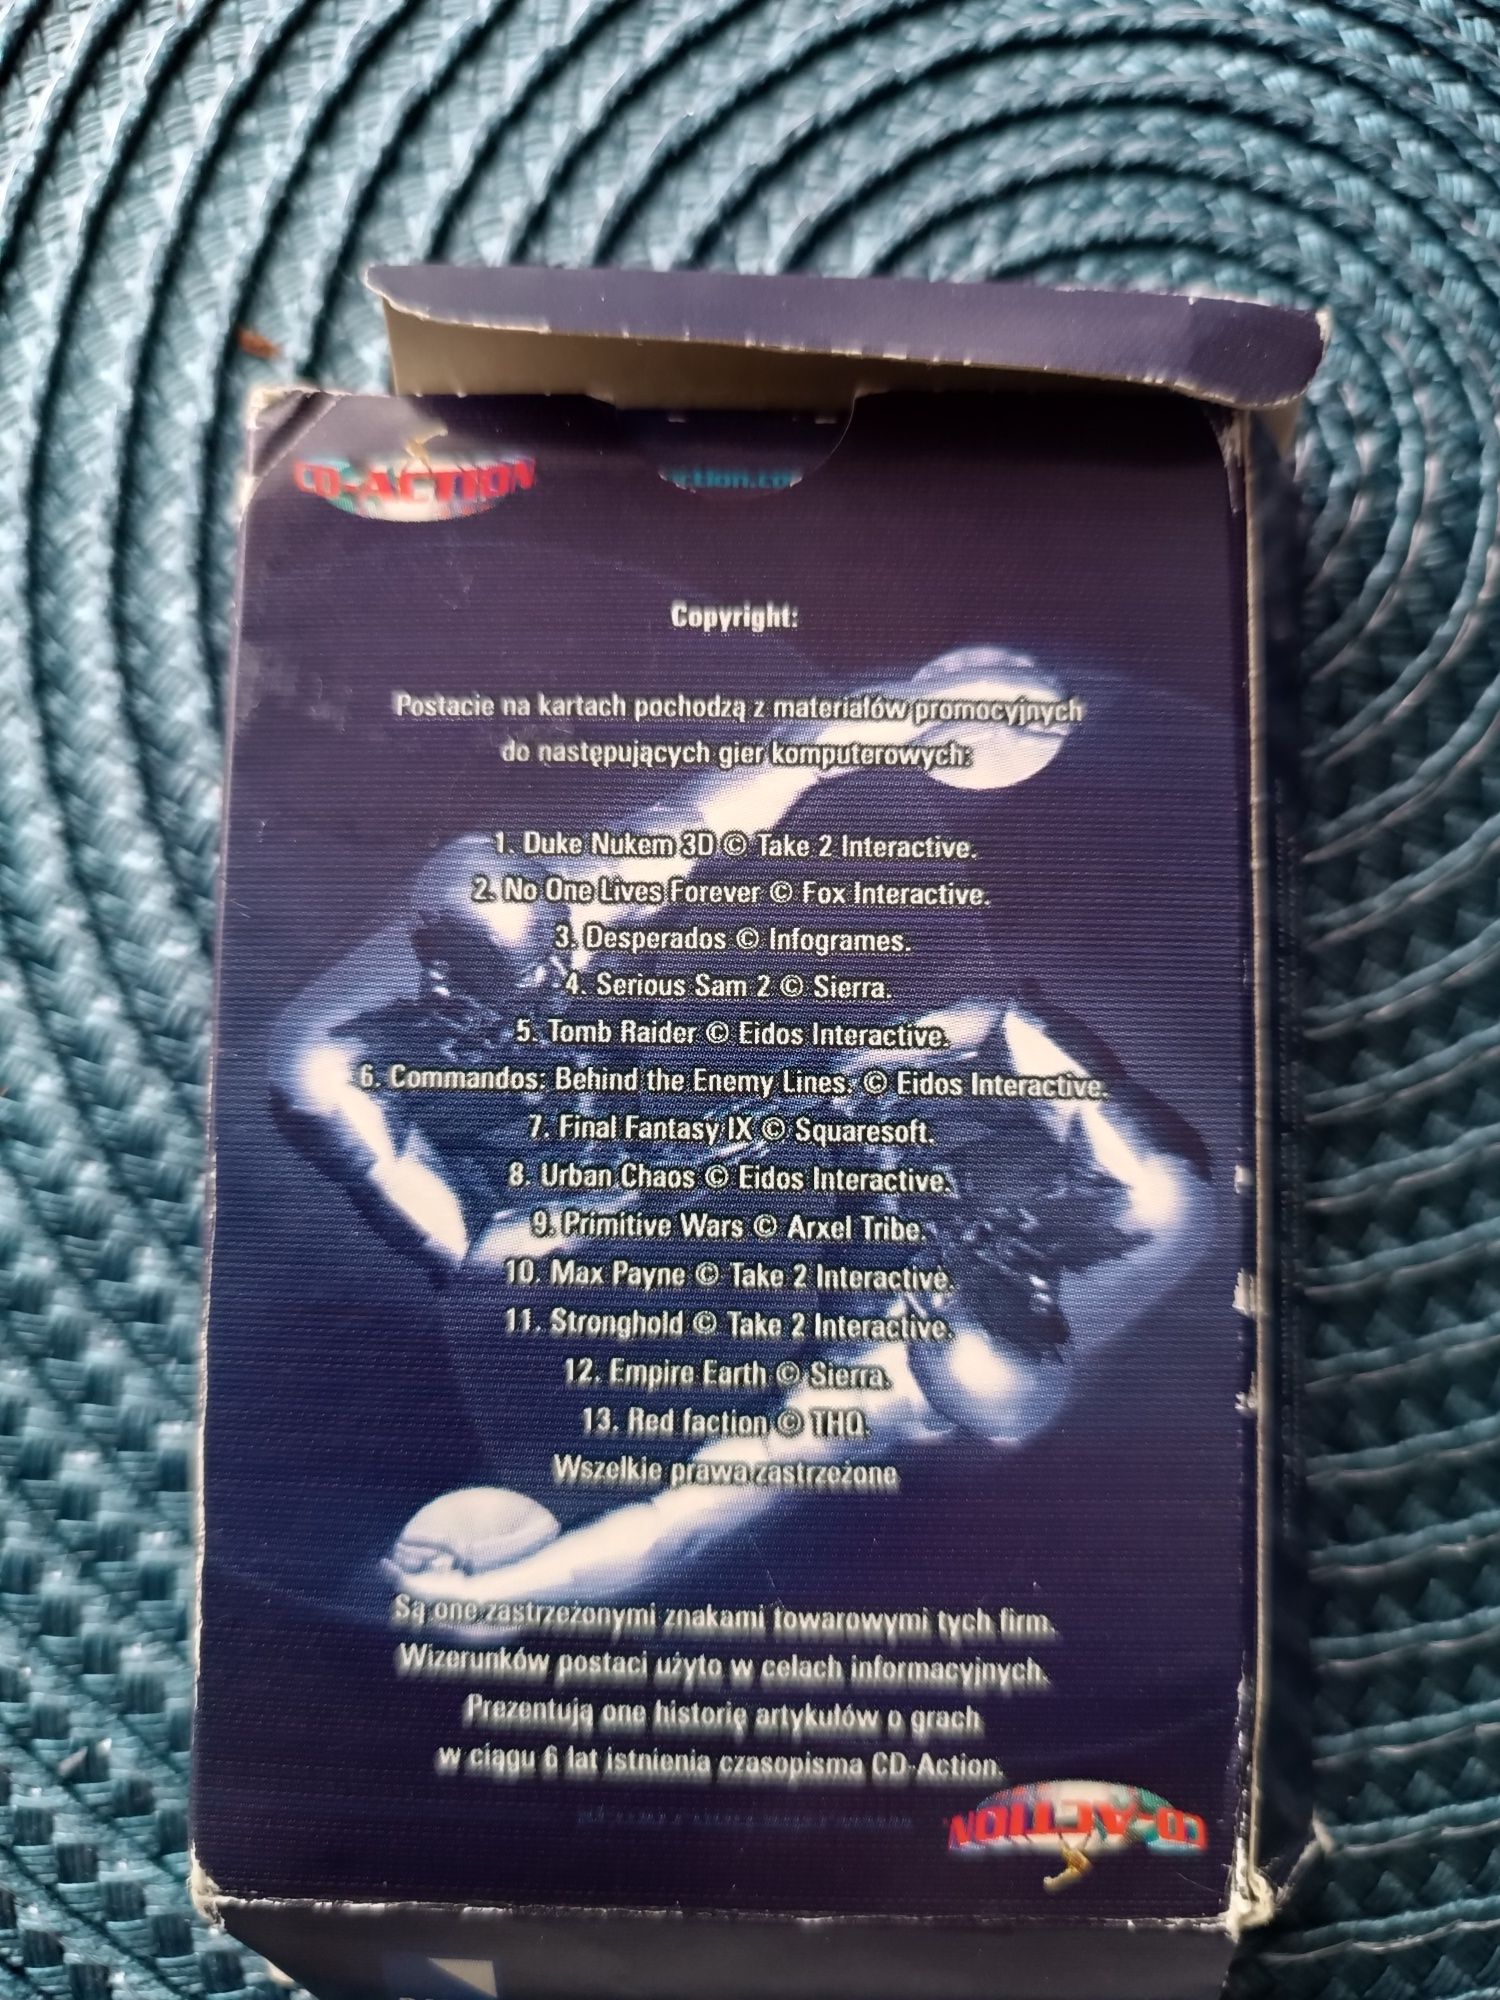 CD-ACTION
ction.co
Copyright:
Postacie na kartach pochodzą z materiałów promocyjnych
do następujących gier komputerowych:
1. Duke Nukem 3D © Take 2 Interactive.
2. No One Lives Forever © Fox Interactive.
3. Desperados © Infogrames.
4. Serious Sam 2 © Sierra.
5. Tomb Raider © Eidos Interactive.
6. Commandos: Behind the Enemy Lines. © Eidos Interactive.
7. Final Fantasy IX © Squaresoft.
8. Urban Chaos © Eidos Interactive.
9. Primitive Wars © Arxel Tribe.
10. Max Payne © Take 2 Interactive.
11. Stronghold © Take 2 Interactive.
12. Empire Earth © Sierra.
13. Red faction © THQ.
Wszelkie prawa zastrzeżone
Są one zastrzeżonymi znakami towarowymi tych firm.
Wizerunków postaci użyto w celach informacyjnych.
Prezentują one historię artykułów o grach
w ciągu 6 lat istnienia czasopisma CD-Action.
CD-ACTION